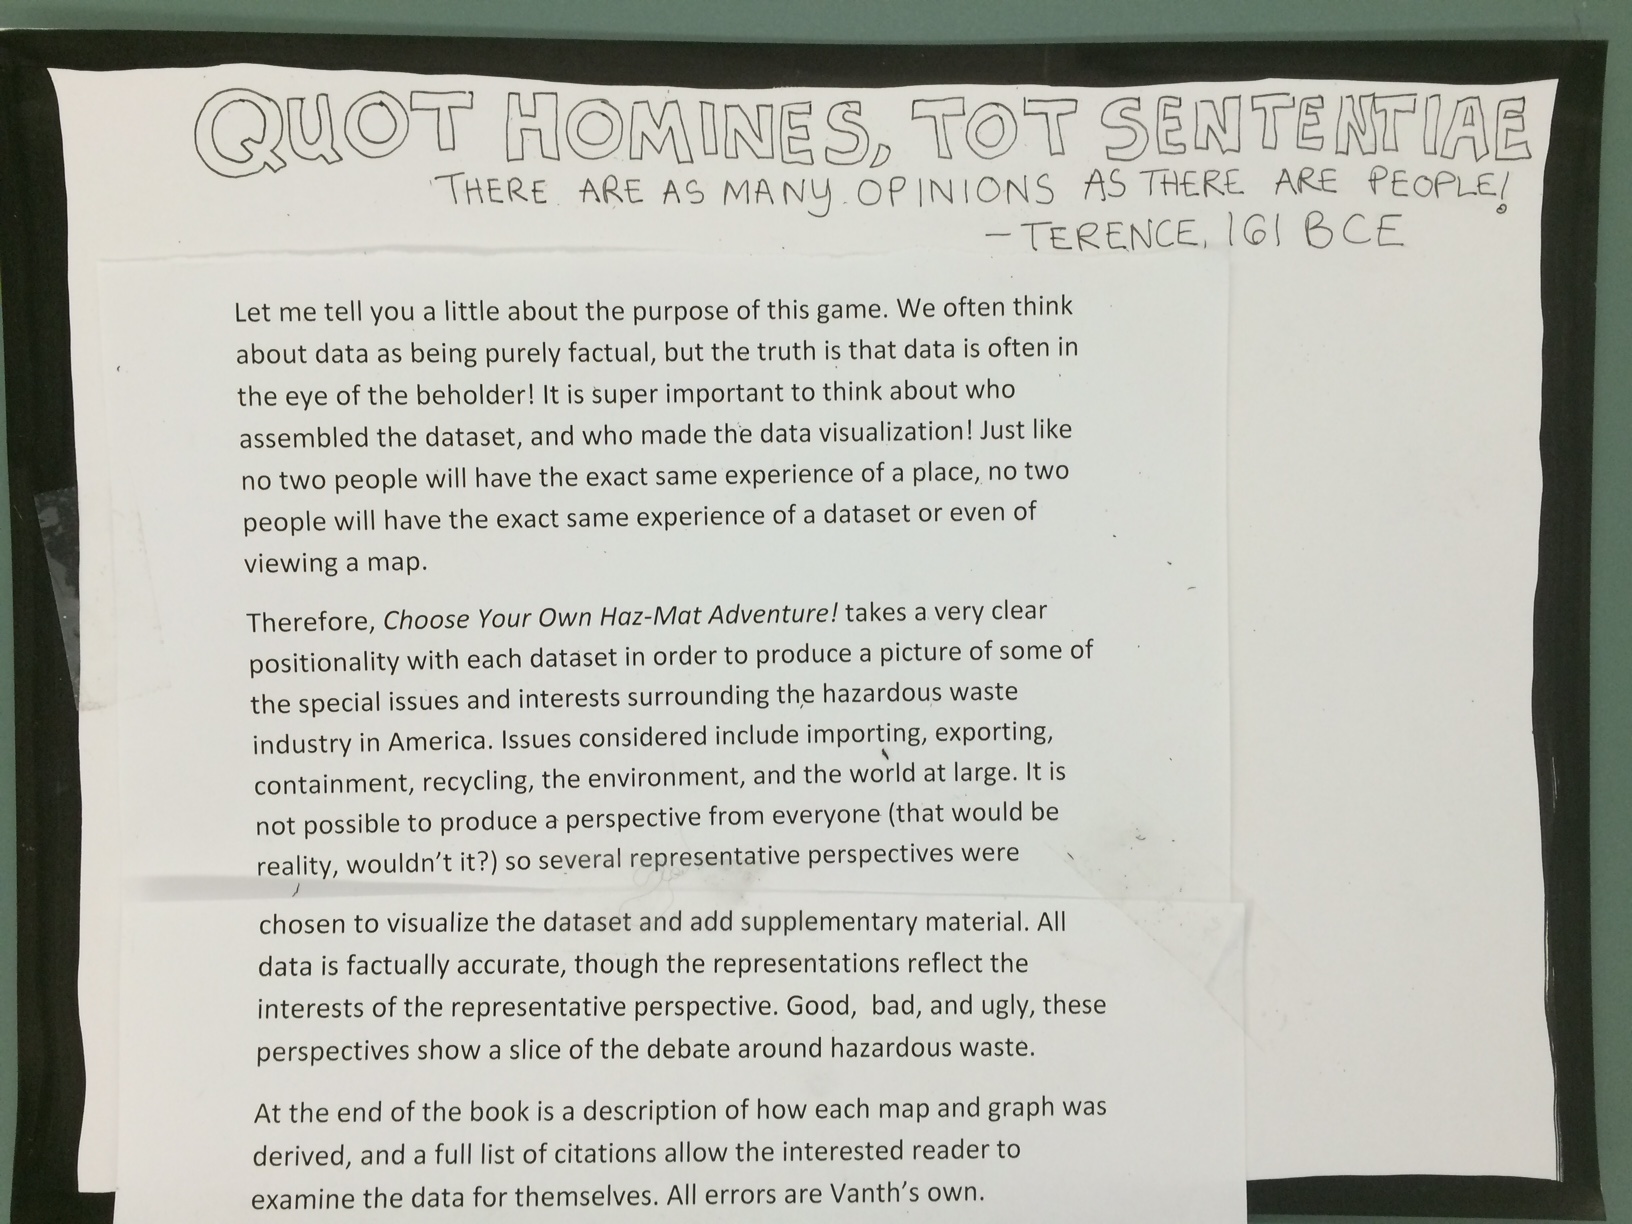 QUOT HOMINES, TOT SENTENTIAE
THERE ARE AS MANY OPINIONS AS THERE ARE PEOPLE!
– TERENCE, 161 BCE
Let me tell you a little about the purpose of this game. We often think
about data as being purely factual, but the truth is that data is often in
the eye of the beholder! It is super important to think about who
assembled the dataset, and who made the data visualization! Just like
no two people will have the exact same experience of a place, no two
people will have the exact same experience of a dataset or even of
viewing a map.
Therefore, Choose Your Own Haz-Mat Adventure! takes a very clear
positionality with each dataset in order to produce a picture of some of
the special issues and interests surrounding the hazardous waste
industry in America. Issues considered include importing, exporting,
containment, recycling, the environment, and the world at large. It is
not possible to produce a perspective from everyone (that would be
reality, wouldn't it?) so several representative perspectives were
chosen to visualize the dataset and add supplementary material. All
data is factually accurate, though the representations reflect the
interests of the representative perspective. Good,  bad, and ugly, these
perspectives show a slice of the debate around hazardous waste.
At the end of the book is a description of how each map and graph was
derived, and a full list of citations allow the interested reader to
examine the data for themselves. All errors are Vanth's own.